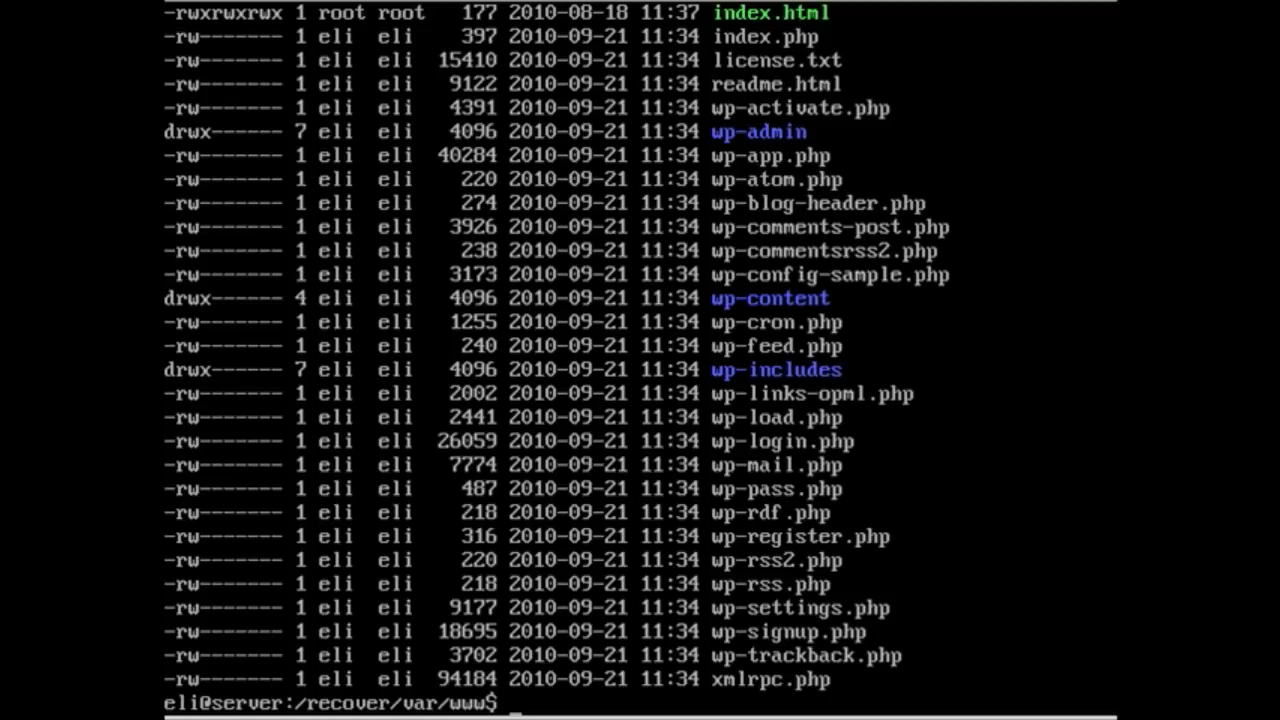 -rwxrwxrwx 1 root root 177 2010-08-18 11:37 index.html
-rw------- 1 eli eli 397 2010-09-21 11:34 index.php
-rw------- 1 eli eli 15410 2010-09-21 11:34 license.txt
-rw------- 1 eli eli 9122 2010-09-21 11:34 readme.html
-rw------- 1 eli eli 4391 2010-09-21 11:34 wp-activate.php
drwx------ 7 eli eli 4096 2010-09-21 11:34 wp-admin
-rw------- 1 eli eli 40284 2010-09-21 11:34 wp-app.php
-rw------- 1 eli eli 220 2010-09-21 11:34 wp-atom.php
-rw------- 1 eli eli 274 2010-09-21 11:34 wp-blog-header.php
-rw------- 1 eli eli 3926 2010-09-21 11:34 wp-comments-post.php
-rw------- 1 eli eli 238 2010-09-21 11:34 wp-commentsrss2.php
-rw------- 1 eli eli 3173 2010-09-21 11:34 wp-config-sample.php
drwx------ 4 eli eli 4096 2010-09-21 11:34 wp-content
-rw------- 1 eli eli 1255 2010-09-21 11:34 wp-cron.php
-rw------- 1 eli eli 240 2010-09-21 11:34 wp-feed.php
drwx------ 7 eli eli 4096 2010-09-21 11:34 wp-includes
-rw------- 1 eli eli 2002 2010-09-21 11:34 wp-links-opml.php
-rw------- 1 eli eli 2441 2010-09-21 11:34 wp-load.php
-rw------- 1 eli eli 26059 2010-09-21 11:34 wp-login.php
-rw------- 1 eli eli 7774 2010-09-21 11:34 wp-mail.php
-rw------- 1 eli eli 487 2010-09-21 11:34 wp-pass.php
-rw------- 1 eli eli 218 2010-09-21 11:34 wp-rdf.php
-rw------- 1 eli eli 316 2010-09-21 11:34 wp-register.php
-rw------- 1 eli eli 220 2010-09-21 11:34 wp-rss2.php
-rw------- 1 eli eli 218 2010-09-21 11:34 wp-rss.php
-rw------- 1 eli eli 9177 2010-09-21 11:34 wp-settings.php
-rw------- 1 eli eli 18695 2010-09-21 11:34 wp-signup.php
-rw------- 1 eli eli 3702 2010-09-21 11:34 wp-trackback.php
-rw------- 1 eli eli 94184 2010-09-21 11:34 xmlrpc.php
eli@server:/recover/var/www$ _